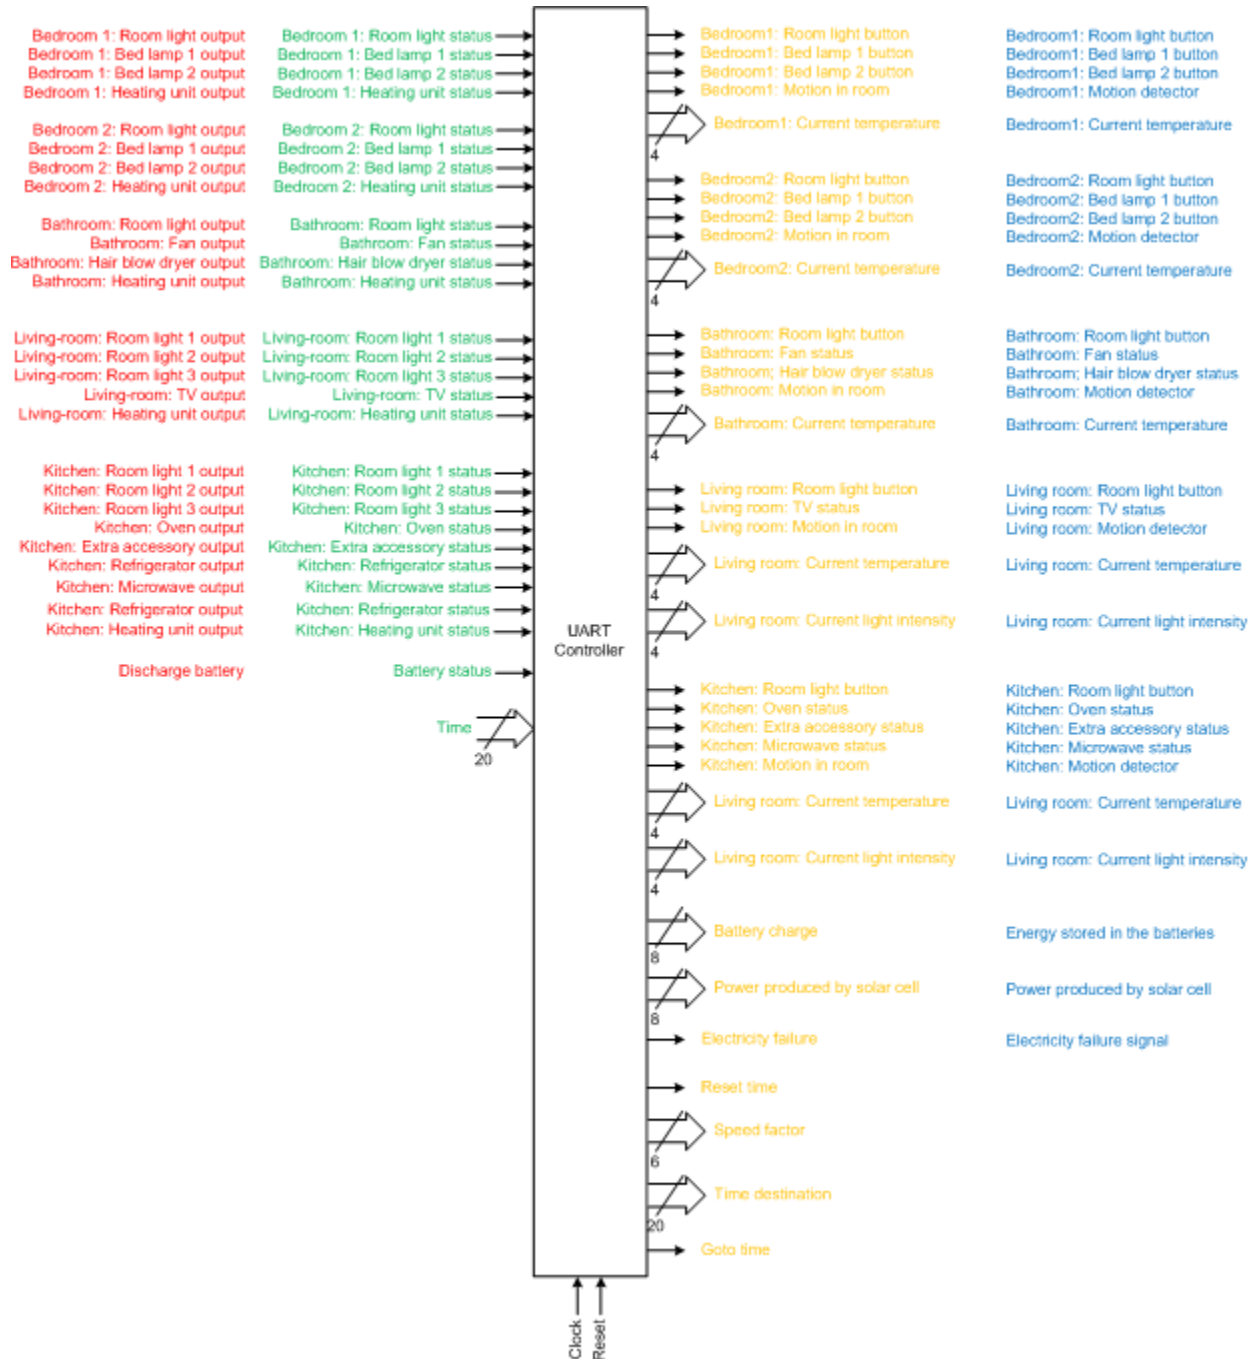 Bedroom 1: Room light output
Bedroom 1: Bed lamp 1 output
Bedroom 1: Bed lamp 2 output
Bedroom 1: Heating unit output
Bedroom 2: Room light output
Bedroom 2: Bed lamp 1 output
Bedroom 2: Bed lamp 2 output
Bedroom 2: Heating unit output
Bathroom: Room light output
Bathroom: Fan output
Bathroom: Hair blow dryer output
Bathroom: Heating unit output
Living-room: Room light 1 output
Living-room: Room light 2 output
Living-room: Room light 3 output
Living-room: TV output
Living-room: Heating unit output
Kitchen: Room light 1 output
Kitchen: Room light 2 output
Kitchen: Room light 3 output
Kitchen: Oven output
Kitchen: Extra accessory output
Kitchen: Refrigerator output
Kitchen: Microwave output
Kitchen: Refrigerator output
Kitchen: Heating unit output
Discharge battery
Bedroom 1: Room light status
Bedroom 1: Bed lamp 1 status
Bedroom 1: Bed lamp 2 status
Bedroom 1: Heating unit status
Bedroom 2: Room light status
Bedroom 2: Bed lamp 1 status
Bedroom 2: Bed lamp 2 status
Bedroom 2: Heating unit status
Bathroom: Room light status
Bathroom: Fan status
Bathroom: Hair blow dryer status
Bathroom: Heating unit status
Living-room: Room light 1 status
Living-room: Room light 2 status
Living-room: Room light 3 status
Living-room: TV status
Living-room: Heating unit status
Kitchen: Room light 1 status
Kitchen: Room light 2 status
Kitchen: Room light 3 status
Kitchen: Oven status
Kitchen: Extra accessory status
Kitchen: Refrigerator status
Kitchen: Microwave status
Kitchen: Refrigerator status
Kitchen: Heating unit status
Battery status
Time
20
UART
Controller
Clock
Reset
Bedroom1: Room light button
Bedroom1: Bed lamp 1 button
Bedroom1: Bed lamp 2 button
Bedroom1: Motion in room
Bedroom1: Current temperature
4
Bedroom2: Room light button
Bedroom2: Bed lamp 1 button
Bedroom2: Bed lamp 2 button
Bedroom2: Motion in room
Bedroom2: Current temperature
4
Bathroom: Room light button
Bathroom: Fan status
Bathroom; Hair blow dryer status
Bathroom: Motion in room
Bathroom: Current temperature
4
Living room: Room light button
Living room: TV status
Living room: Motion in room
Living room: Current temperature
4
Living room: Current light intensity
4
Kitchen: Room light button
Kitchen: Oven status
Kitchen: Extra accessory status
Kitchen: Microwave status
Kitchen: Motion in room
Living room: Current temperature
4
Living room: Current light intensity
4
Battery charge
8
Power produced by solar cell
8
Electricity failure
Reset time
Speed factor
6
Time destination
20
Goto time
Bedroom1: Room light button
Bedroom1: Bed lamp 1 button
Bedroom1: Bed lamp 2 button
Bedroom1: Motion detector
Bedroom1: Current temperature
Bedroom2: Room light button
Bedroom2: Bed lamp 1 button
Bedroom2: Bed lamp 2 button
Bedroom2: Motion detector
Bedroom2: Current temperature
Bathroom: Room light button
Bathroom: Fan status
Bathroom; Hair blow dryer status
Bathroom: Motion detector
Bathroom: Current temperature
Living room: Room light button
Living room: TV status
Living room: Motion detector
Living room: Current temperature
Living room: Current light intensity
Kitchen: Room light button
Kitchen: Oven status
Kitchen: Extra accessory status
Kitchen: Microwave status
Kitchen: Motion detector
Living room: Current temperature
Living room: Current light intensity
Energy stored in the batteries
Power produced by solar cell
Electricity failure signal